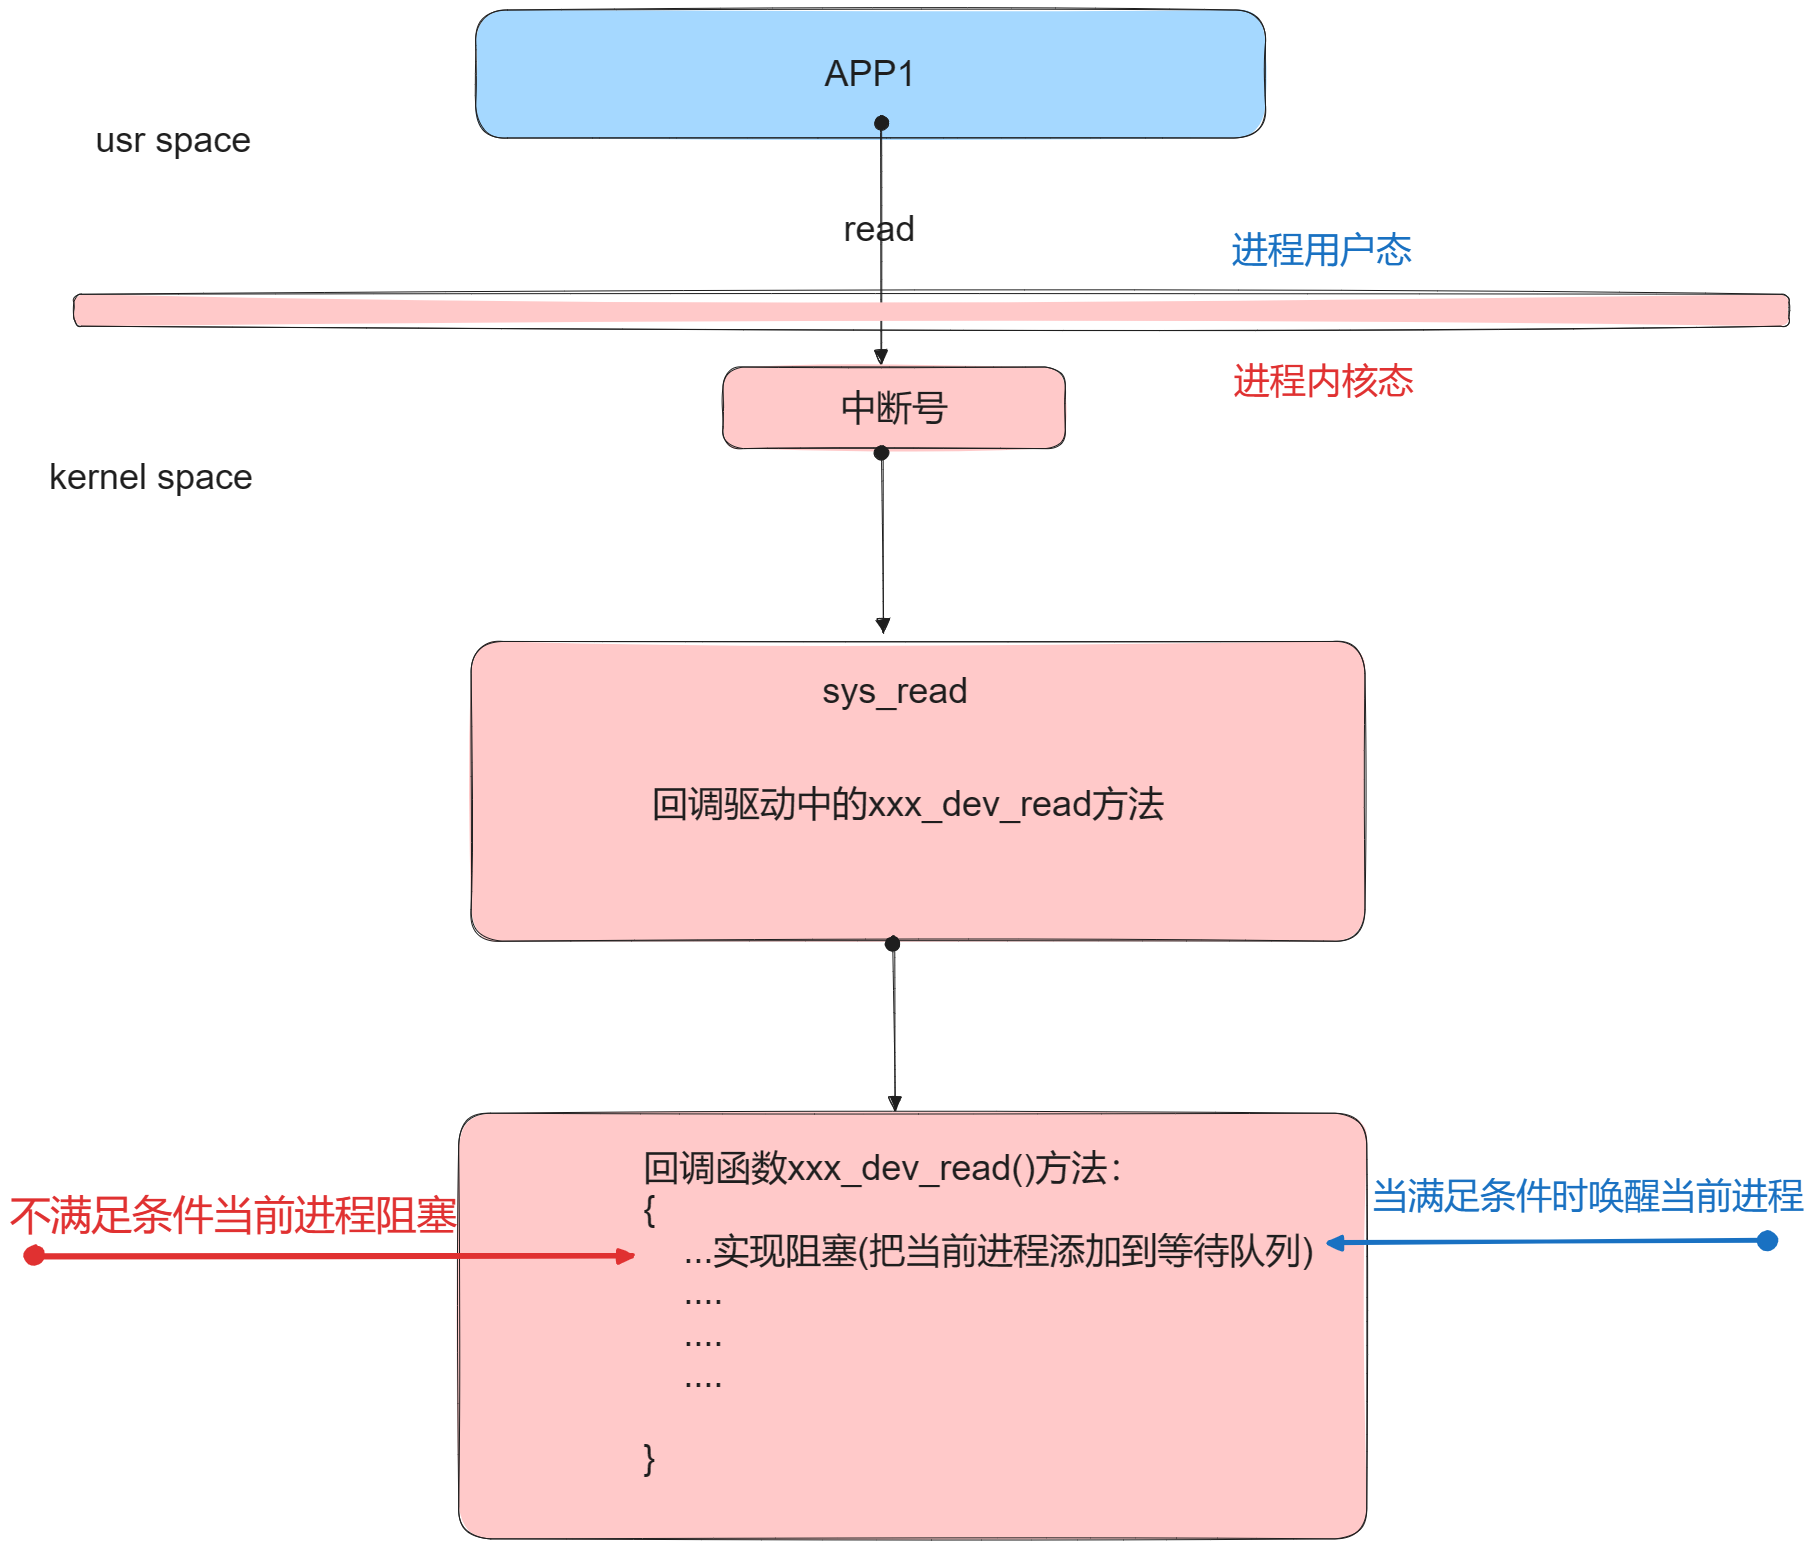 APP1
usr space
read
进程用户态
进程内核态
中断号
kernel space
sys_read
回调驱动中的xxx_dev_read方法
回调函数xxx_dev_read()方法：
{
不满足条件当前进程阻塞
当满足条件时唤醒当前进程
...实现阻塞(把当前进程添加到等待队列)
....
....
....
}